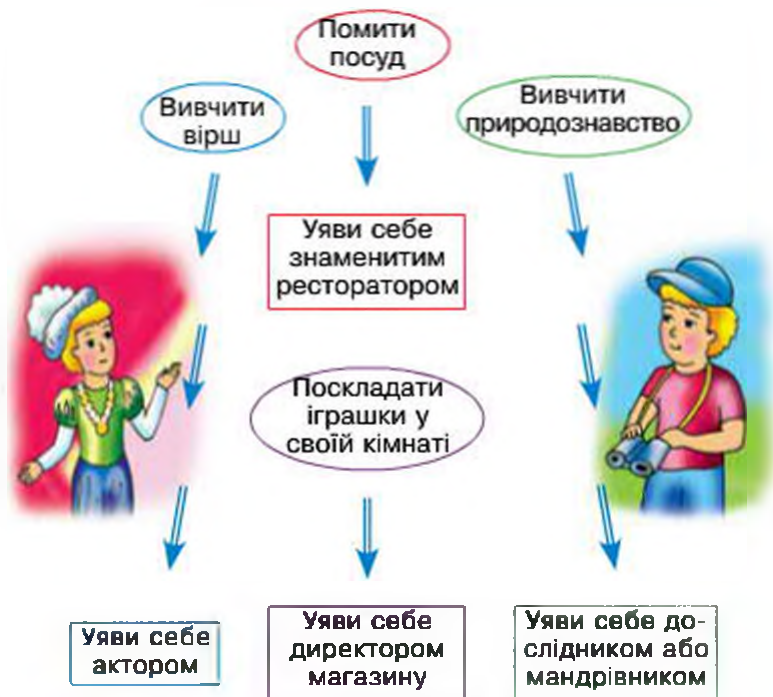 Помити
посуд
Вивчити
вірш
Вивчити
природознавство
Уяви себе
знаменитим
ресторатором
Поскладати
іграшки у
своїй кімнаті
Уяви себе
актором
Уяви себе
директором
магазину
Уяви себе до-
слідником або
мандрівником